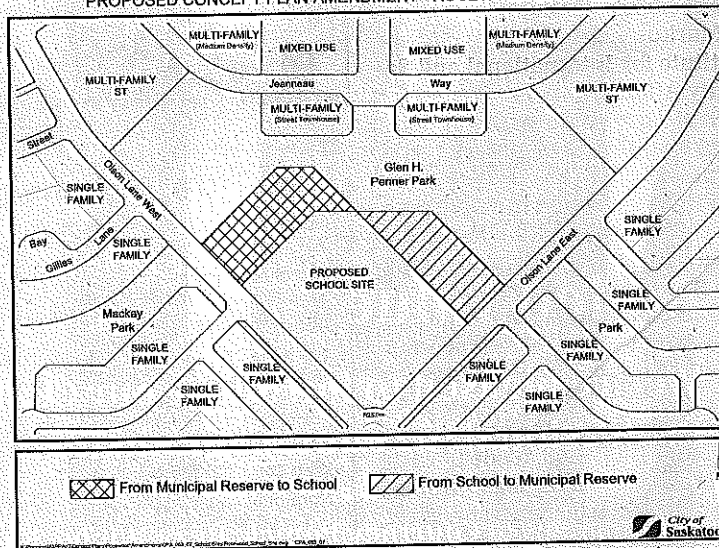 PROPOSED CONCEPT PLAN AMENDMENT
MULTI-FAMILY
(Medium Density)
MIXED USE
MIXED USE
MULTI-FAMILY
(Medium Density)
MULTI-FAMILY
ST
Jeanneau
Way
MULTI-FAMILY
ST
MULTI-FAMILY
(Street Townhouse)
MULTI-FAMILY
(Street Townhouse)
Street
Olson Lane West
Glen H.
Penner Park
SINGLE
FAMILY
SINGLE
FAMILY
Bay
Gillies
Lane
SINGLE
FAMILY
PROPOSED
SCHOOL SITE
Olson Lane East
SINGLE
FAMILY
Mackay
Park
Park
SINGLE
FAMILY
SINGLE
FAMILY
SINGLE
FAMILY
SINGLE
FAMILY
SINGLE
FAMILY
SINGLE
FAMILY
From Municipal Reserve to School
From School to Municipal Reserve
City of
Saskatoo